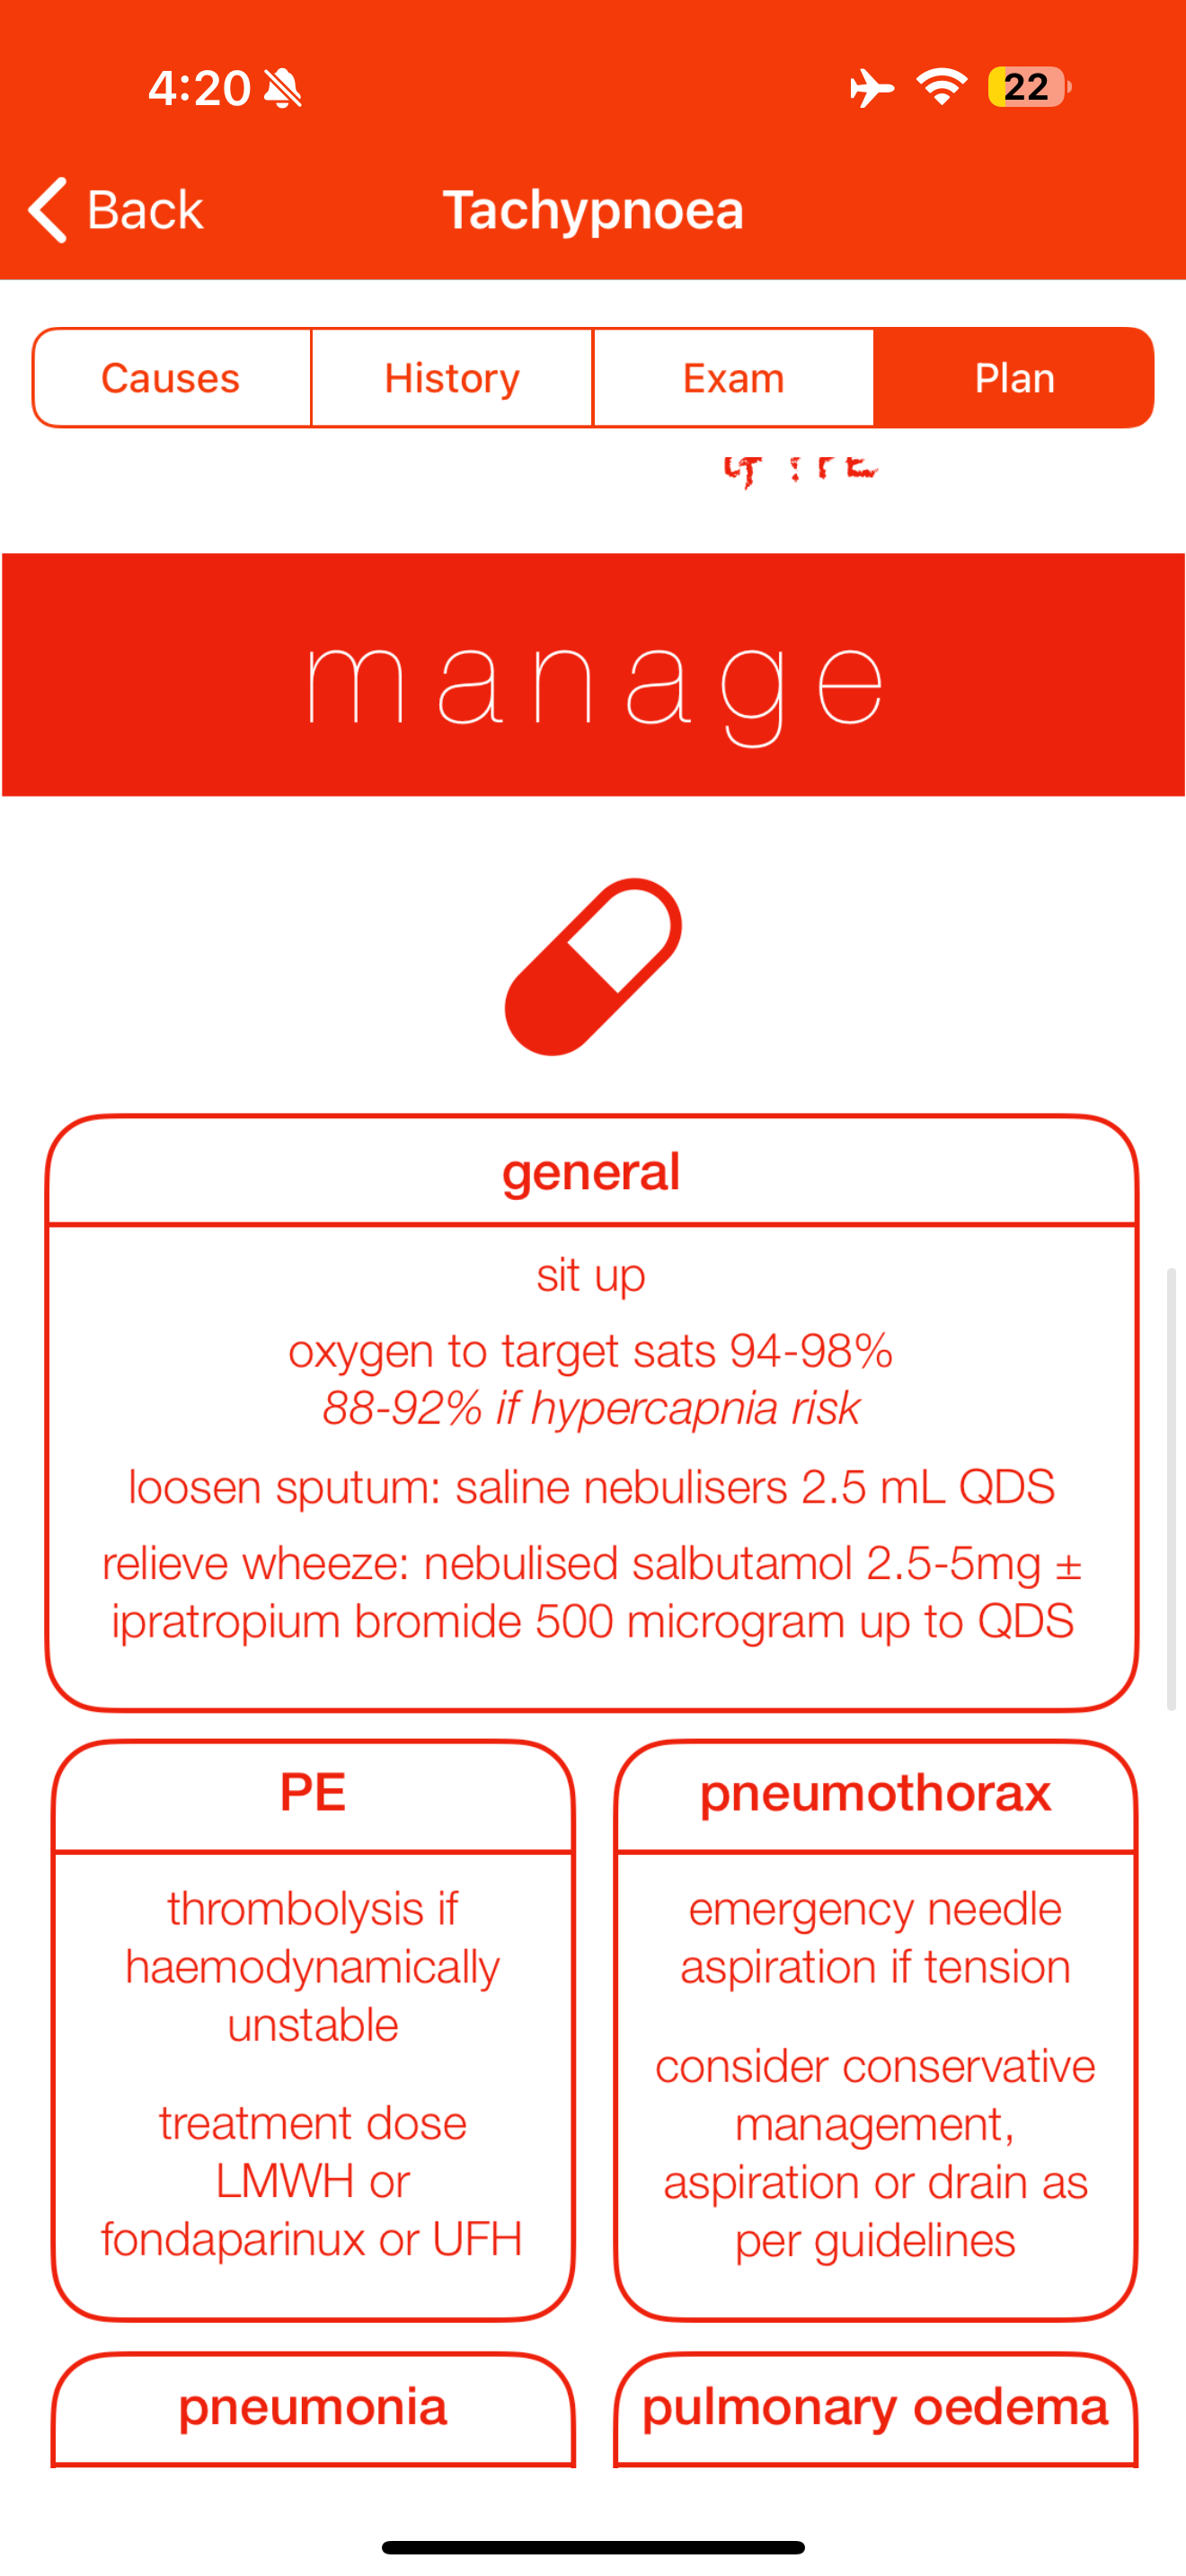 4:20
22
Back
Tachypnoea
Causes
History
Exam
Plan
manage
general
sit up
oxygen to target sats 94-98%
88-92% if hypercapnia risk
loosen sputum: saline nebulisers 2.5 mL QDS
relieve wheeze: nebulised salbutamol 2.5-5mg ±
ipratropium bromide 500 microgram up to QDS
PE
thrombolysis if
haemodynamically
unstable
treatment dose
LMWH or
fondaparinux or UFH
pneumothorax
emergency needle
aspiration if tension
consider conservative
management,
aspiration or drain as
per guidelines
pneumonia
pulmonary oedema